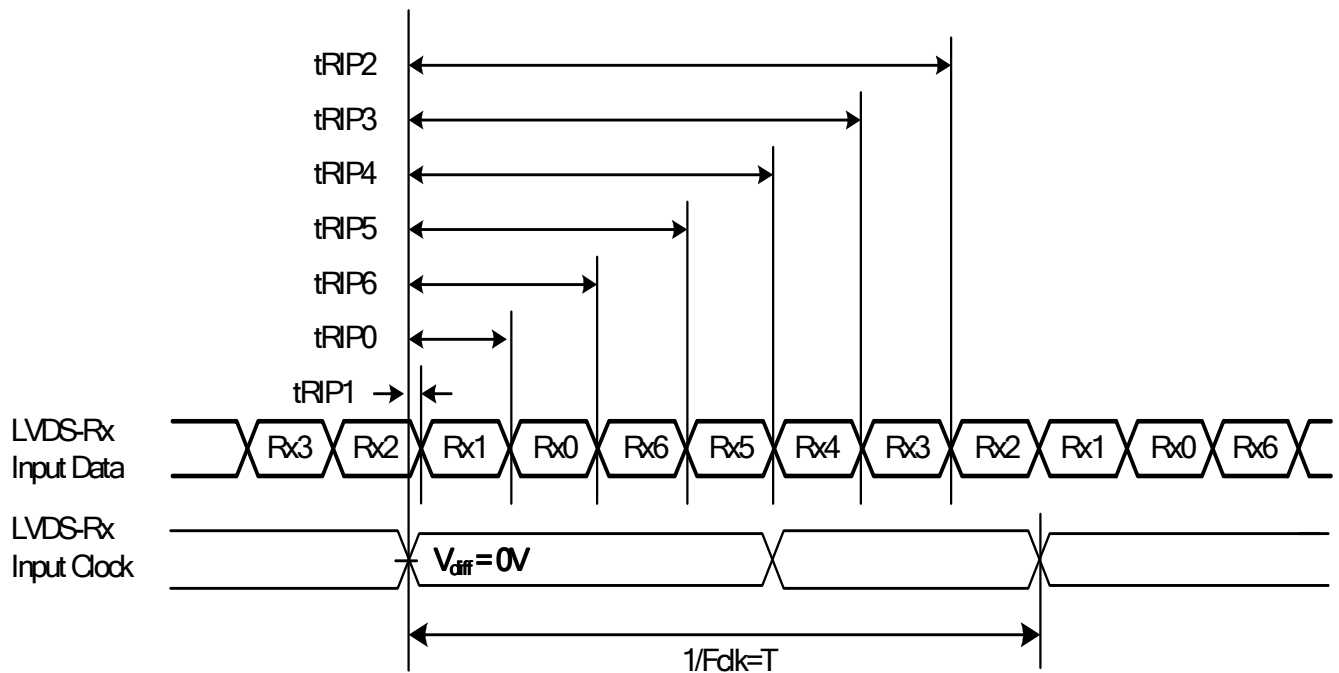 tRIP2
tRIP3
tRIP4
tRIP5
tRIP6
tRIP0
tRIP1
LVDS-Rx
Input Data
Rx3 Rx2 Rx1 Rx0 Rx6 Rx5 Rx4 Rx3 Rx2 Rx1 Rx0 Rx6
LVDS-Rx
Input Clock
Vdiff = 0V
1/Fclk=T